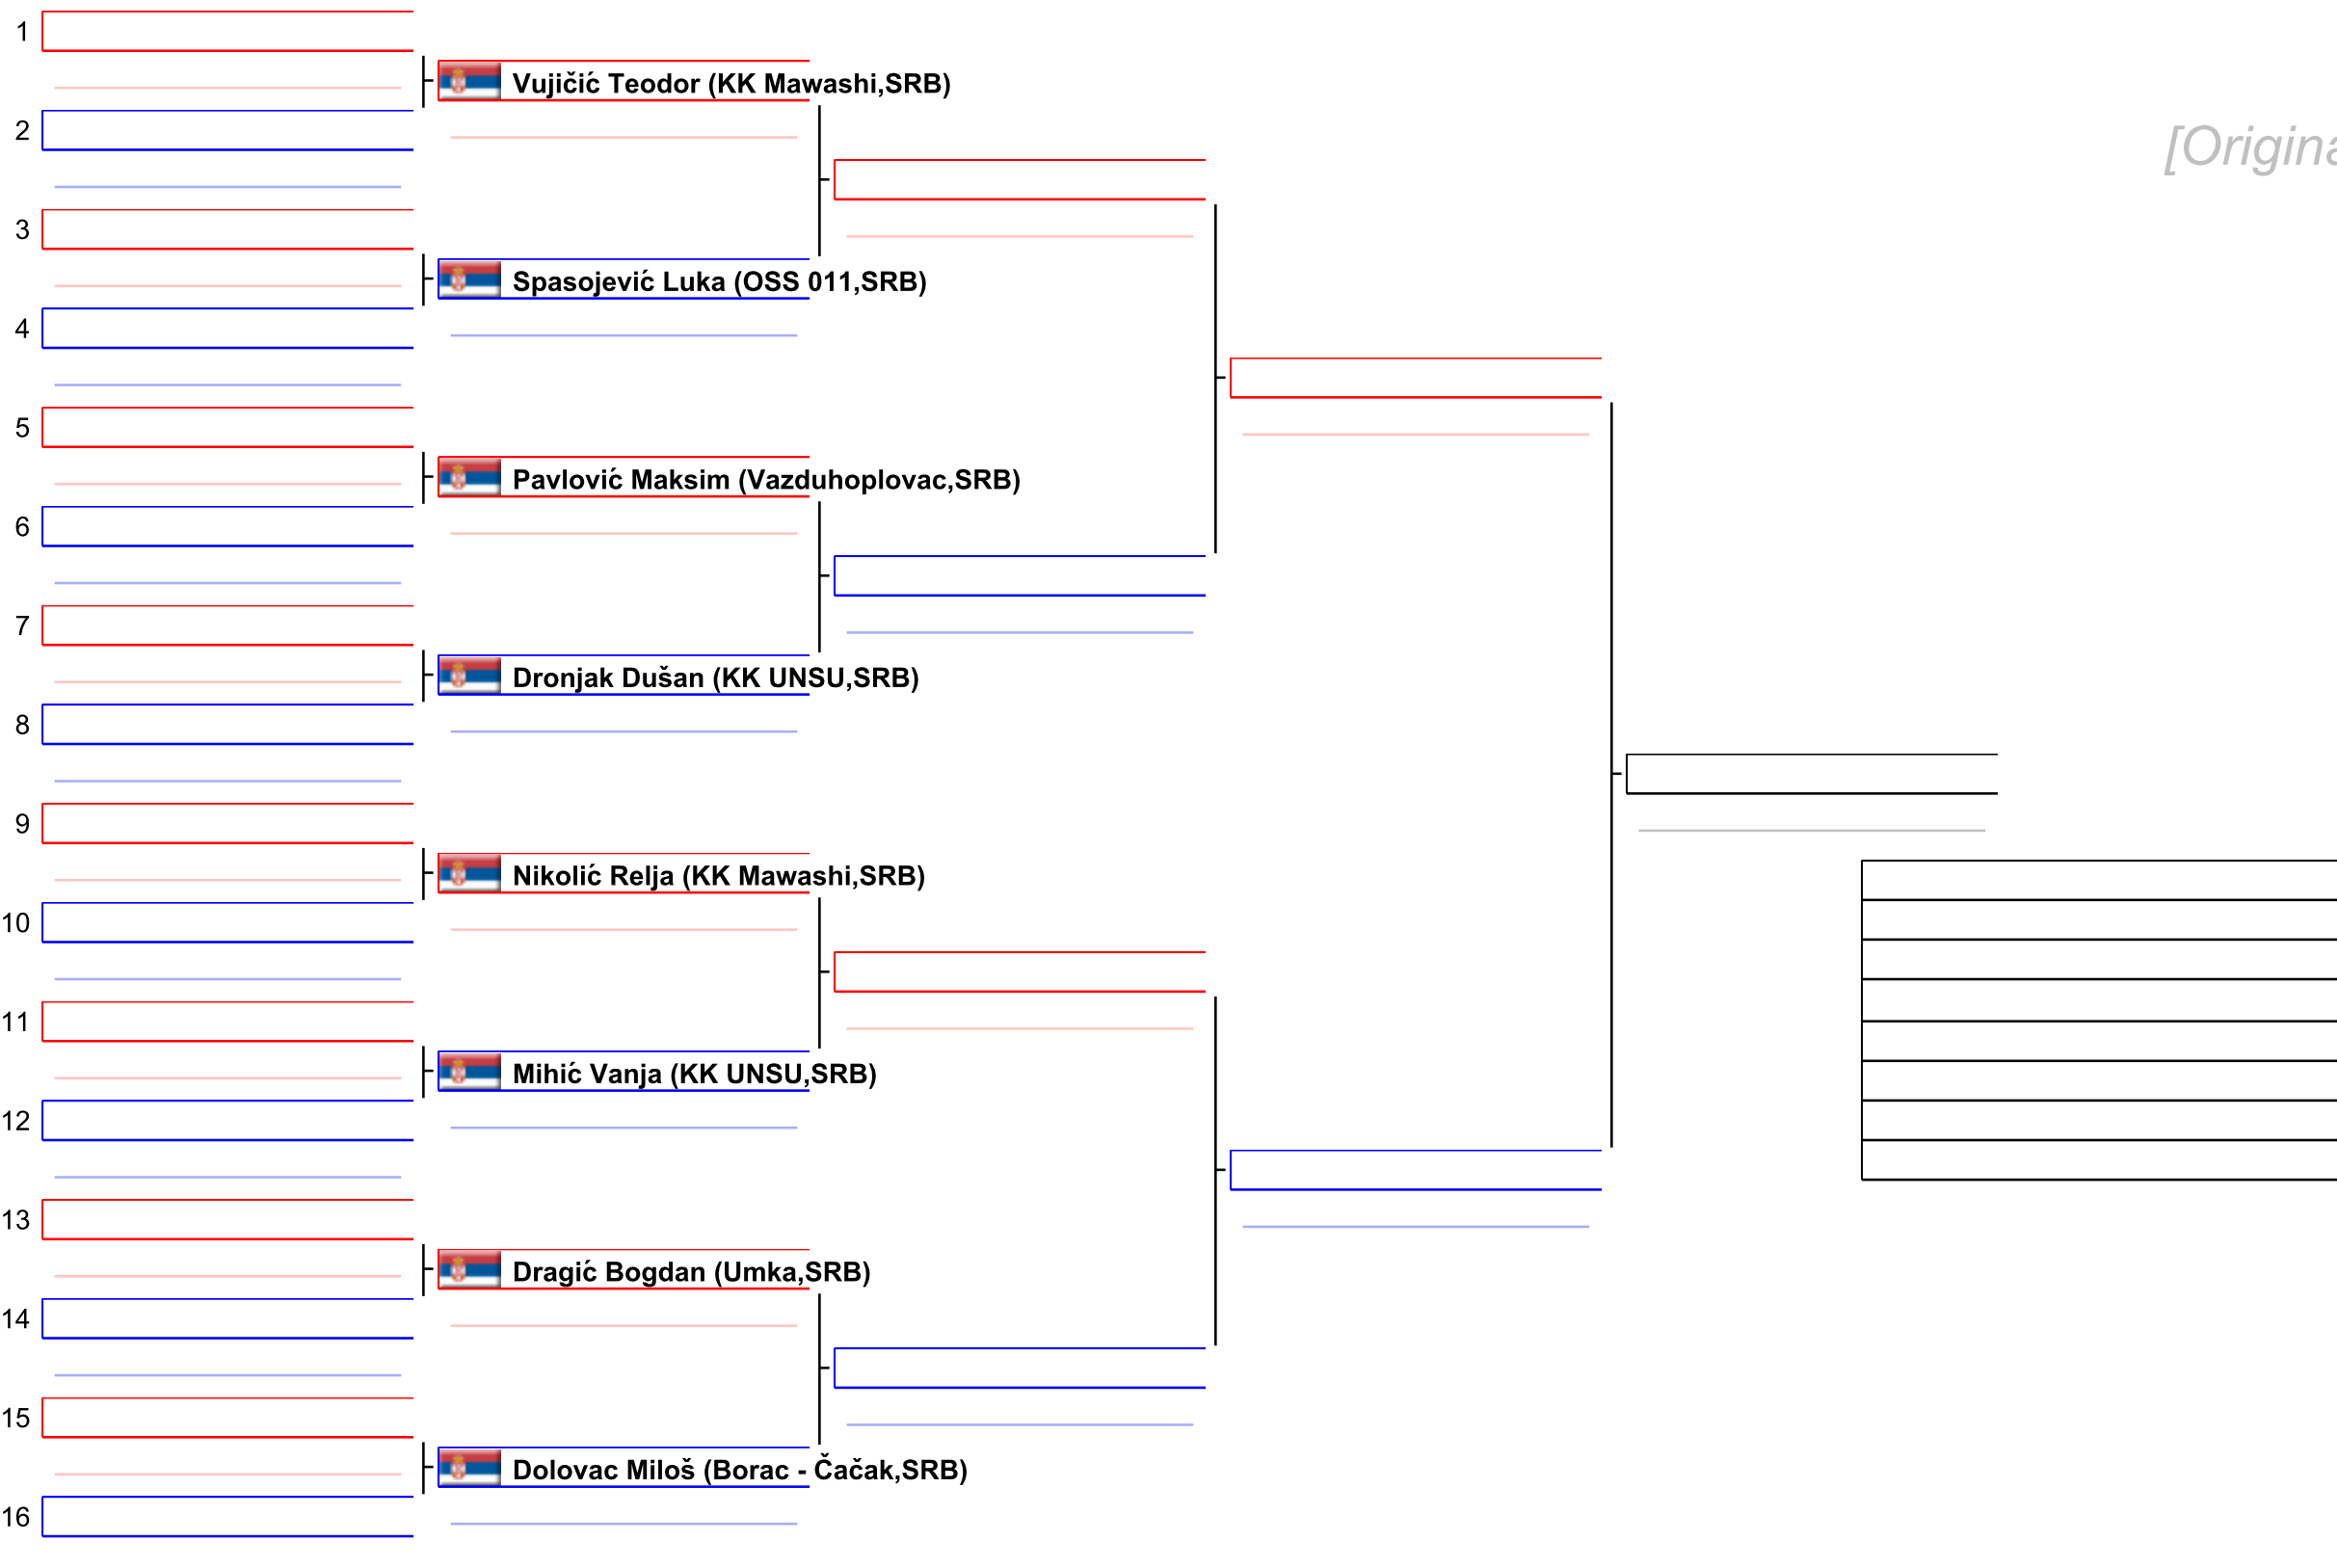 1
Vujičić Teodor (KK Mawashi,SRB)
2
[Origina
3
Spasojević Luka (OSS 011,SRB)
4
5
Pavlović Maksim (Vazduhoplovac,SRB)
6
7
Dronjak Dušan (KK UNSU,SRB)
8
9
Nikolić Relja (KK Mawashi,SRB)
10
11
Mihić Vanja (KK UNSU,SRB)
12
13
Dragić Bogdan (Umka,SRB)
14
15
Dolovac Miloš (Borac - Čačak,SRB)
16